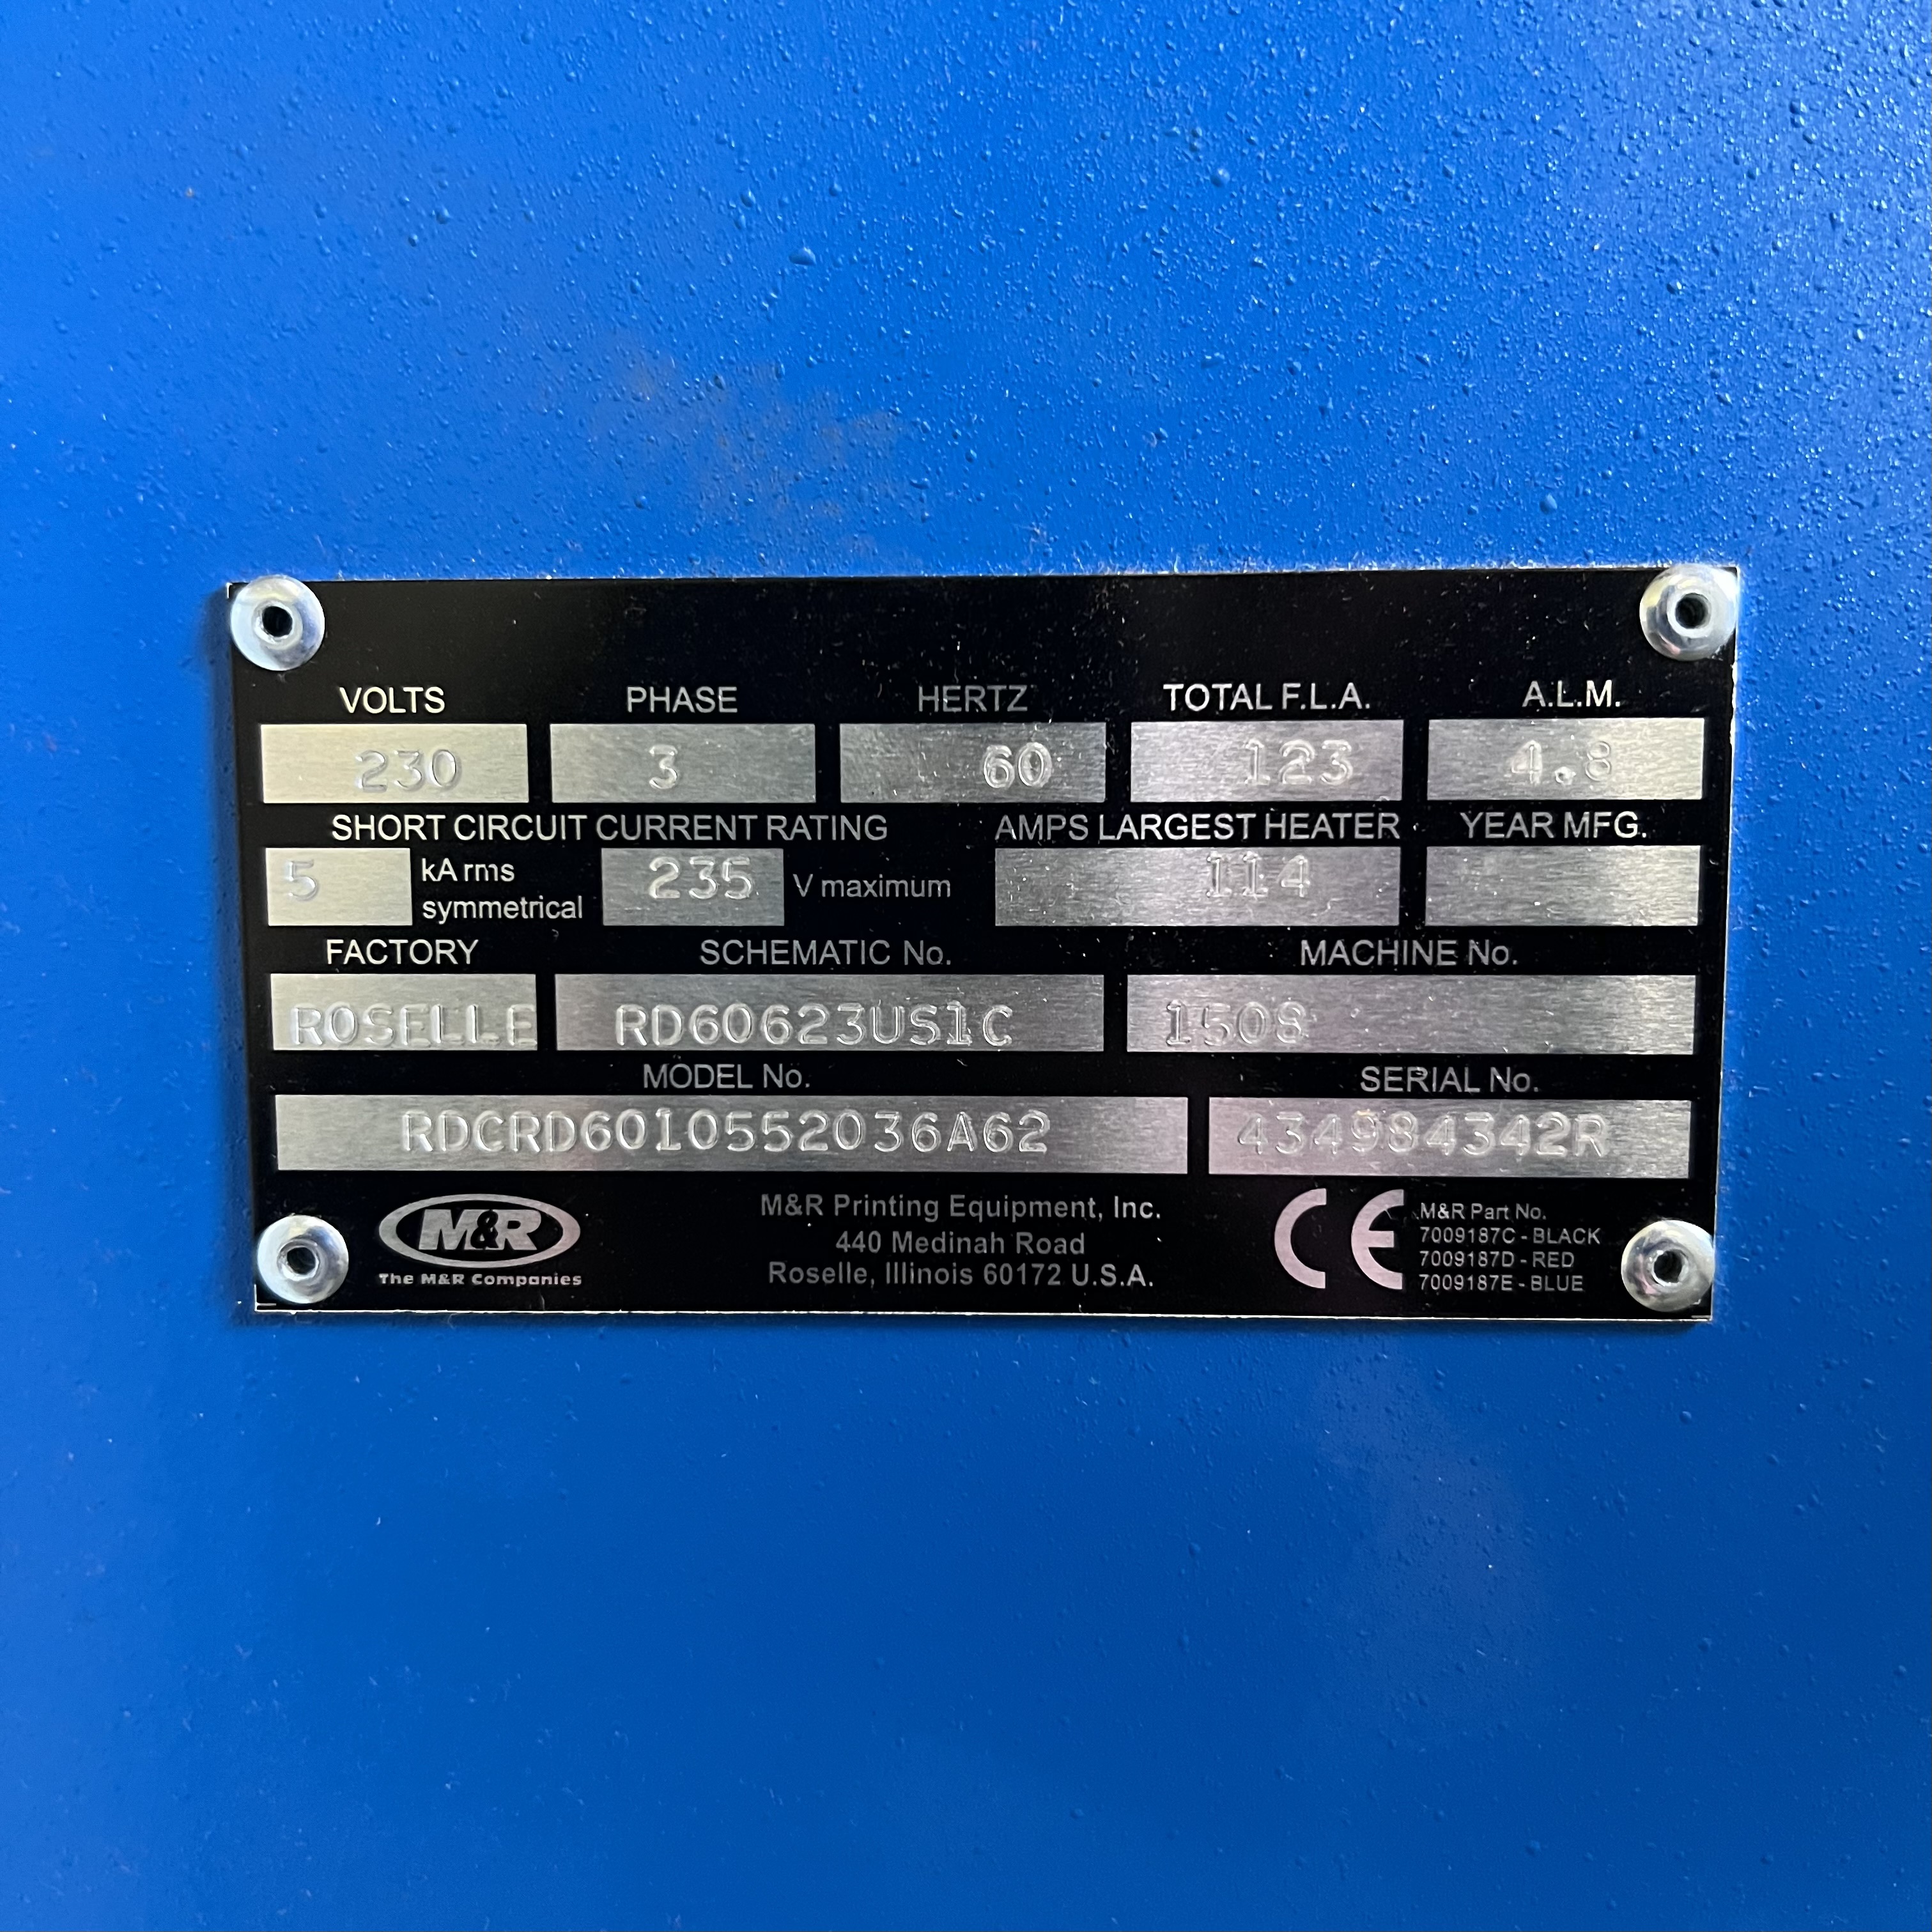 VOLTS PHASE HERTZ TOTAL F.L.A. A.L.M.
230 3 60 123 4.8
SHORT CIRCUIT CURRENT RATING AMPS LARGEST HEATER YEAR MFG.
5 kA rms symmetrical 235 V maximum 114
FACTORY SCHEMATIC No. MACHINE No.
ROSELLE RD60623US1C 1508
MODEL No. SERIAL No.
RDCRD6010552036A62 434984342R
M&R
The M&R Companies
M&R Printing Equipment, Inc.
440 Medinah Road
Roselle, Illinois 60172 U.S.A.
CE
M&R Part No.
7009187C - BLACK
7009187D - RED
7009187E - BLUE